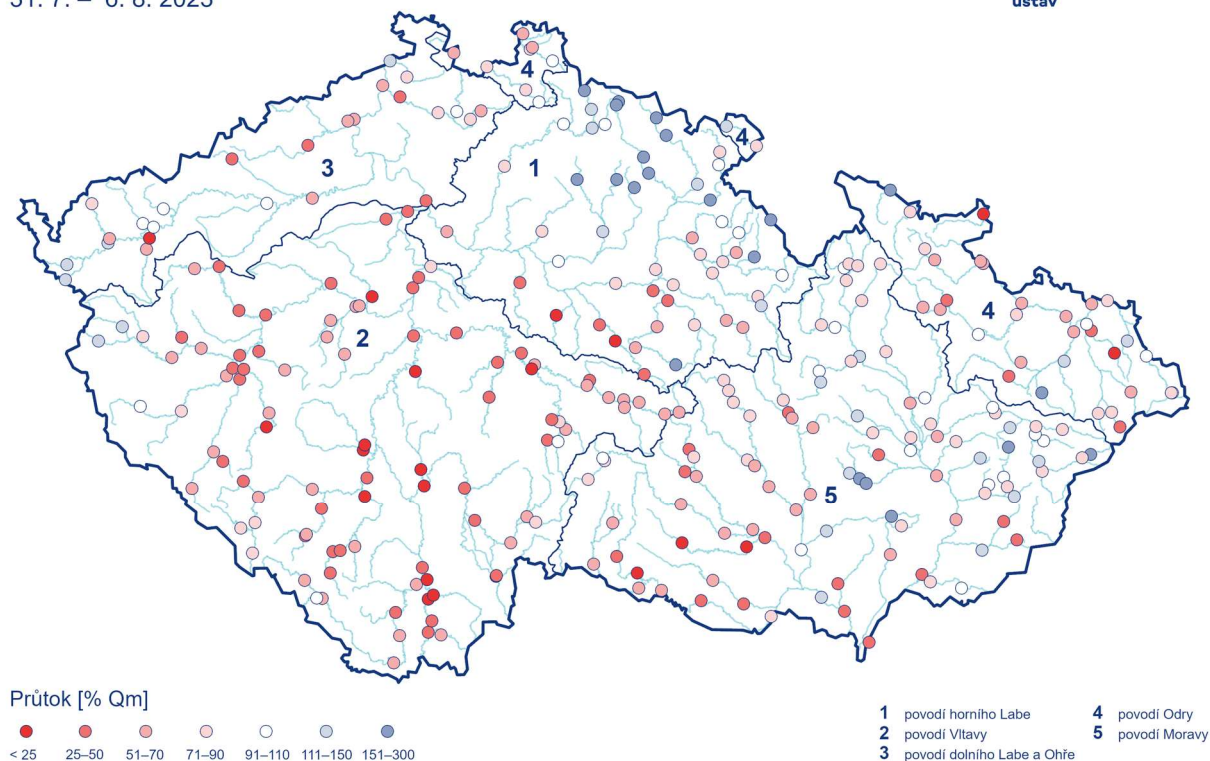 31. 7. – 6. 8. 2023
ústav
4
4
3
1
2
4
5
Průtok [% Qm]
< 25 25–50 51–70 71–90 91–110 111–150 151–300
1 povodí horního Labe
2 povodí Vltavy
3 povodí dolního Labe a Ohře
4 povodí Odry
5 povodí Moravy